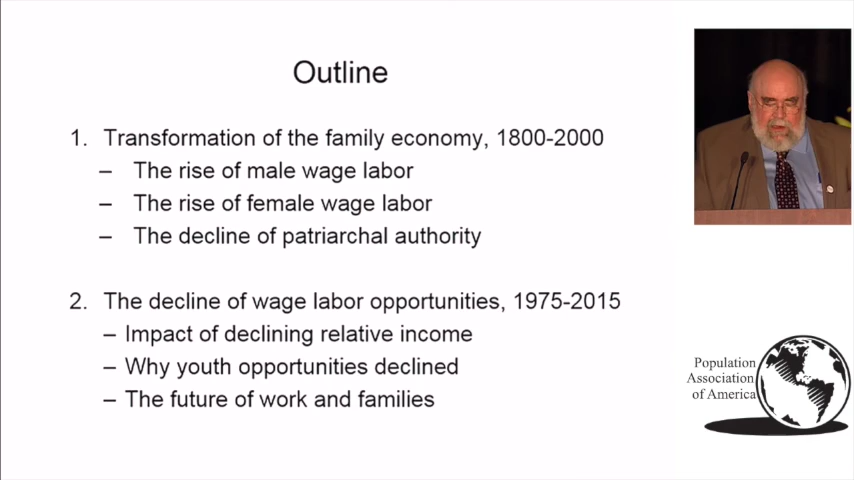 Outline
1. Transformation of the family economy, 1800-2000
– The rise of male wage labor
– The rise of female wage labor
– The decline of patriarchal authority
2. The decline of wage labor opportunities, 1975-2015
– Impact of declining relative income
– Why youth opportunities declined
– The future of work and families
Population
Association
of America